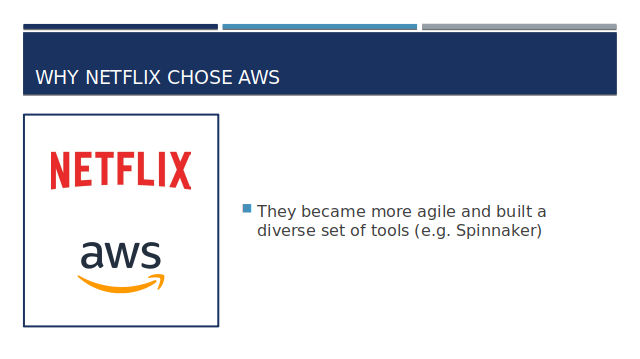 WHY NETFLIX CHOSE AWS
NETFLIX
aws
They became more agile and built a
diverse set of tools (e.g. Spinnaker)